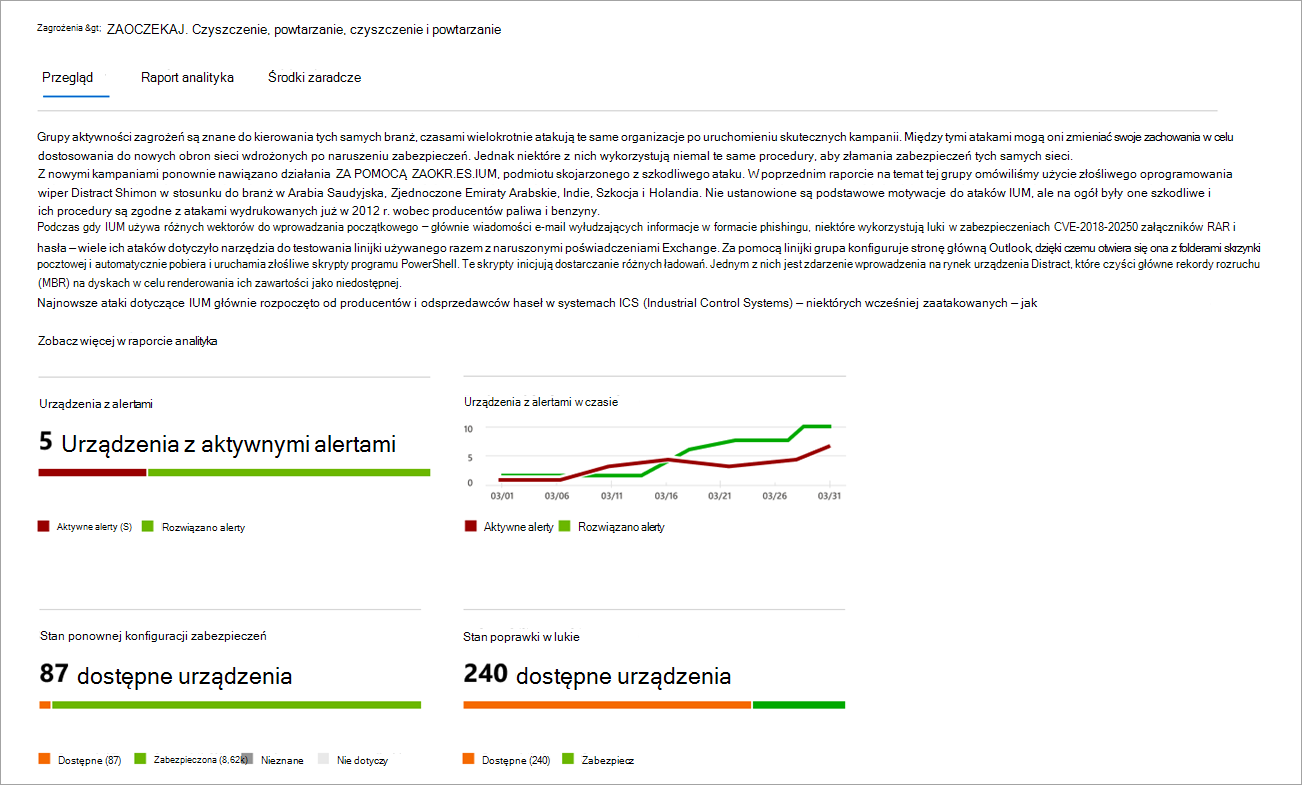 Zagrożenia &gt; ZAOCZEKAJ. Czyszczenie, powtarzanie, czyszczenie i powtarzanie
Przegląd Raport analityka Środki zaradcze
Grupy aktywności zagrożeń są znane do kierowania tych samych branż, czasami wielokrotnie atakują te same organizacje po uruchomieniu skutecznych kampanii. Między tymi atakami mogą oni zmieniać swoje zachowania w celu
dostosowania do nowych obron sieci wdrożonych po naruszeniu zabezpieczeń. Jednak niektóre z nich wykorzystują niemal te same procedury, aby złamania zabezpieczeń tych samych sieci.
Z nowymi kampaniami ponownie nawiązano działania ZA POMOCĄ ZAOKR.ES.IUM, podmiotu skojarzonego z szkodliwego ataku. W poprzednim raporcie na temat tej grupy omówiliśmy użycie złośliwego oprogramowania
wiper Distract Shimon w stosunku do branż w Arabia Saudyjska, Zjednoczone Emiraty Arabskie, Indie, Szkocja i Holandia. Nie ustanowione są podstawowe motywacje do ataków IUM, ale na ogół były one szkodliwe i
ich procedury są zgodne z atakami wydrukowanych już w 2012 r. wobec producentów paliwa i benzyny.
Podczas gdy IUM używa różnych wektorów do wprowadzania początkowego – głównie wiadomości e-mail wyłudzających informacje w formacie phishingu, niektóre wykorzystują luki w zabezpieczeniach CVE-2018-20250 załączników RAR i
hasła – wiele ich ataków dotyczyło narzędzia do testowania linijki używanego razem z naruszonymi poświadczeniami Exchange. Za pomocą linijki grupa konfiguruje stronę główną Outlook, dzięki czemu otwiera się ona z folderami skrzynki
pocztowej i automatycznie pobiera i uruchamia złośliwe skrypty programu PowerShell. Te skrypty inicjują dostarczanie różnych ładowań. Jednym z nich jest zdarzenie wprowadzenia na rynek urządzenia Distract, które czyści główne rekordy rozruchu
(MBR) na dyskach w celu renderowania ich zawartości jako niedostępnej.
Najnowsze ataki dotyczące IUM głównie rozpoczęto od producentów i odsprzedawców haseł w systemach ICS (Industrial Control Systems) – niektórych wcześniej zaatakowanych – jak
Zobacz więcej w raporcie analityka
Urządzenia z alertami
5 Urządzenia z aktywnymi alertami
Aktywne alerty (S) Rozwiązano alerty
Urządzenia z alertami w czasie
10
5
0
03/01 03/06 03/11 03/16 03/21 03/26 03/31
Aktywne alerty Rozwiązano alerty
Stan ponownej konfiguracji zabezpieczeń
87 dostępne urządzenia
Dostępne (87) Zabezpieczona (8,62k) Nieznane Nie dotyczy
Stan poprawki w lukie
240 dostępne urządzenia
Dostępne (240) Zabezpiecz